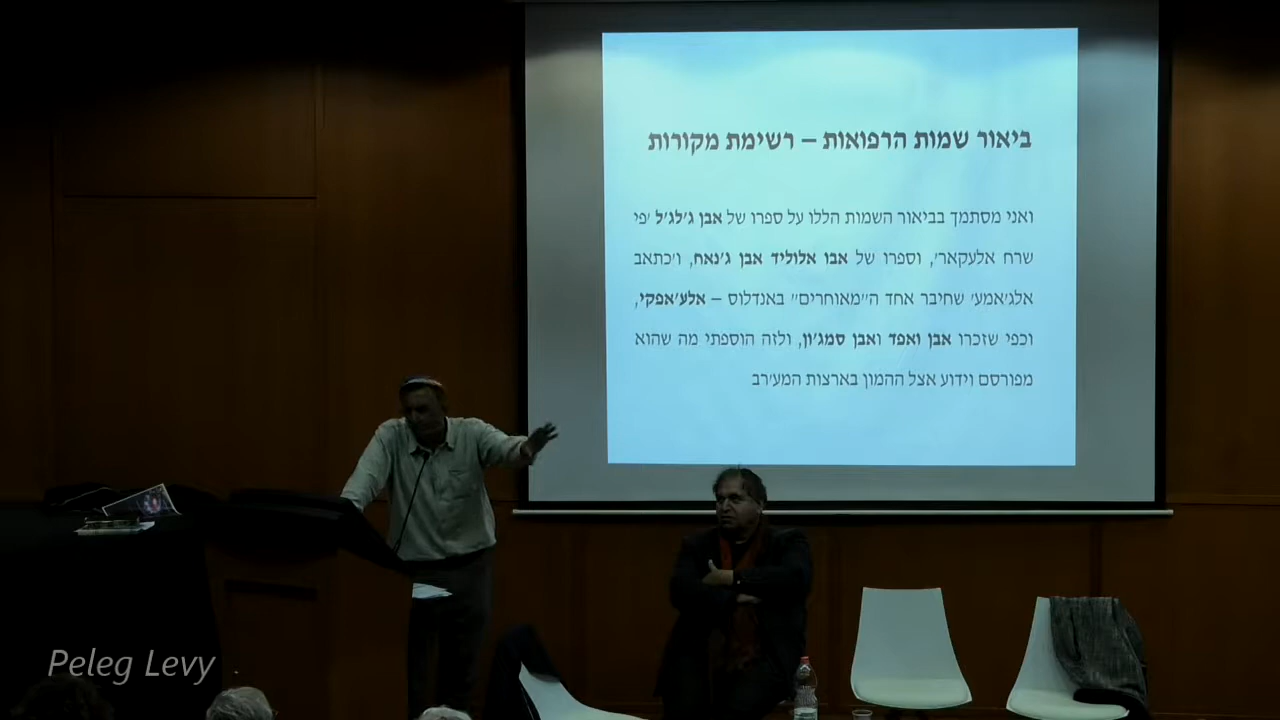 ביאור שמות הרפואות – רשימת מקורות
ואני מסתמך בביאור השמות הללו על ספרו של אבן ג'לג'ל 'פי
שרח אלעקאר', וספרו של אבו אלוליד אבן ג'נאח, ו'כתאב
אלג'אמע' שחיבר אחד ה"מאוחרים" באנדלוס – אלע'אפקי,
וכפי שזכרו אבן ואפד ואבן סמג'ון, ולזה הוספתי מה שהוא
מפורסם וידוע אצל ההמון בארצות המע'רב
Peleg Levy